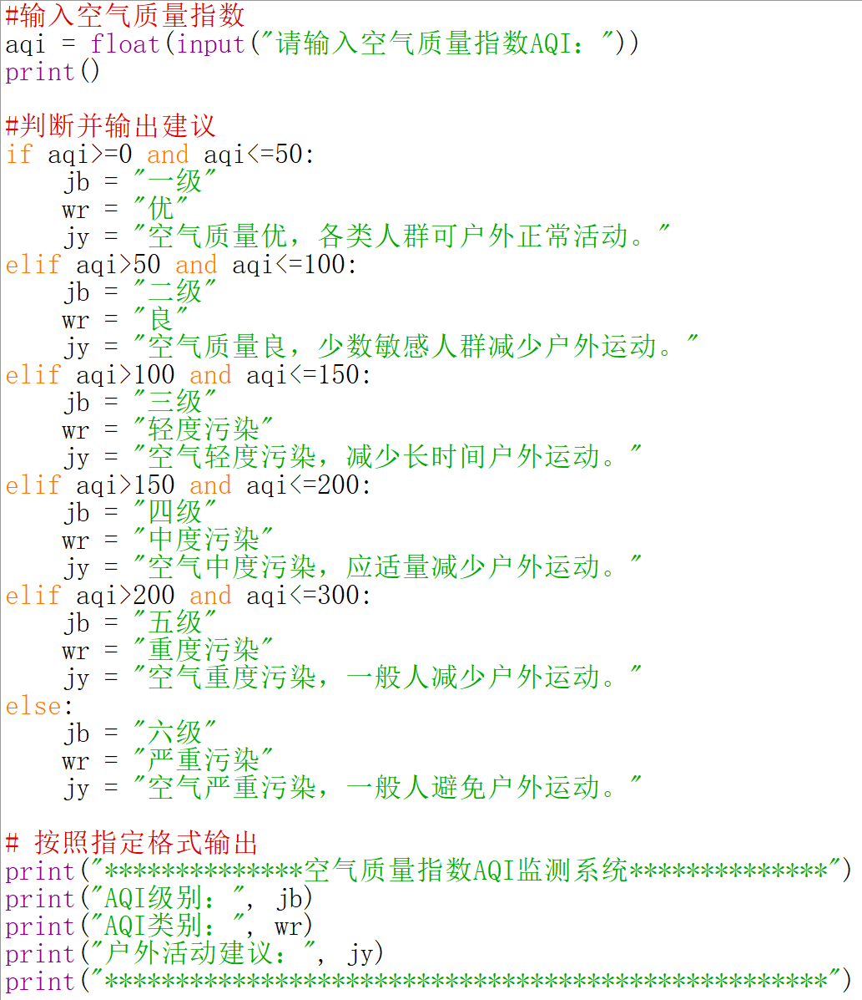 #输入空气质量指数
aqi = float(input("请输入空气质量指数AQI："))
print()

#判断并输出建议
if aqi>=0 and aqi<=50:
    jb = "一级"
    wr = "优"
    jy = "空气质量优，各类人群可户外正常活动。"
elif aqi>50 and aqi<=100:
    jb = "二级"
    wr = "良"
    jy = "空气质量良，少数敏感人群减少户外运动。"
elif aqi>100 and aqi<=150:
    jb = "三级"
    wr = "轻度污染"
    jy = "空气轻度污染，减少长时间户外运动。"
elif aqi>150 and aqi<=200:
    jb = "四级"
    wr = "中度污染"
    jy = "空气中度污染，应适量减少户外运动。"
elif aqi>200 and aqi<=300:
    jb = "五级"
    wr = "重度污染"
    jy = "空气重度污染，一般人减少户外运动。"
else:
    jb = "六级"
    wr = "严重污染"
    jy = "空气严重污染，一般人避免户外运动。"

# 按照指定格式输出
print("**************空气质量指数AQI监测系统**************")
print("AQI级别：", jb)
print("AQI类别：", wr)
print("户外活动建议：", jy)
print("***************************************************")